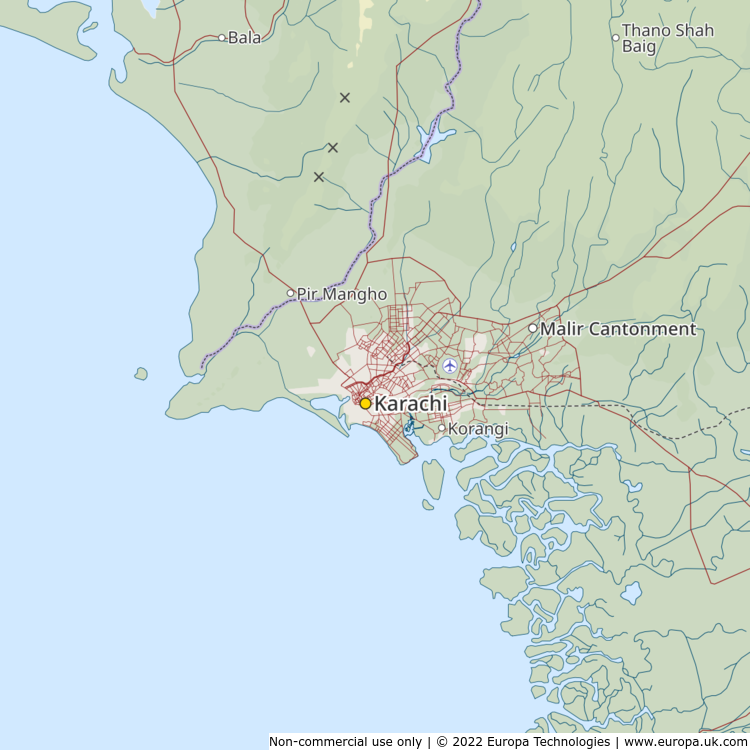 Bala
Thano Shah
Baig
Pir Mangho
Malir Cantonment
Karachi
Korangi
Non-commercial use only | © 2022 Europa Technologies | www.europa.uk.com